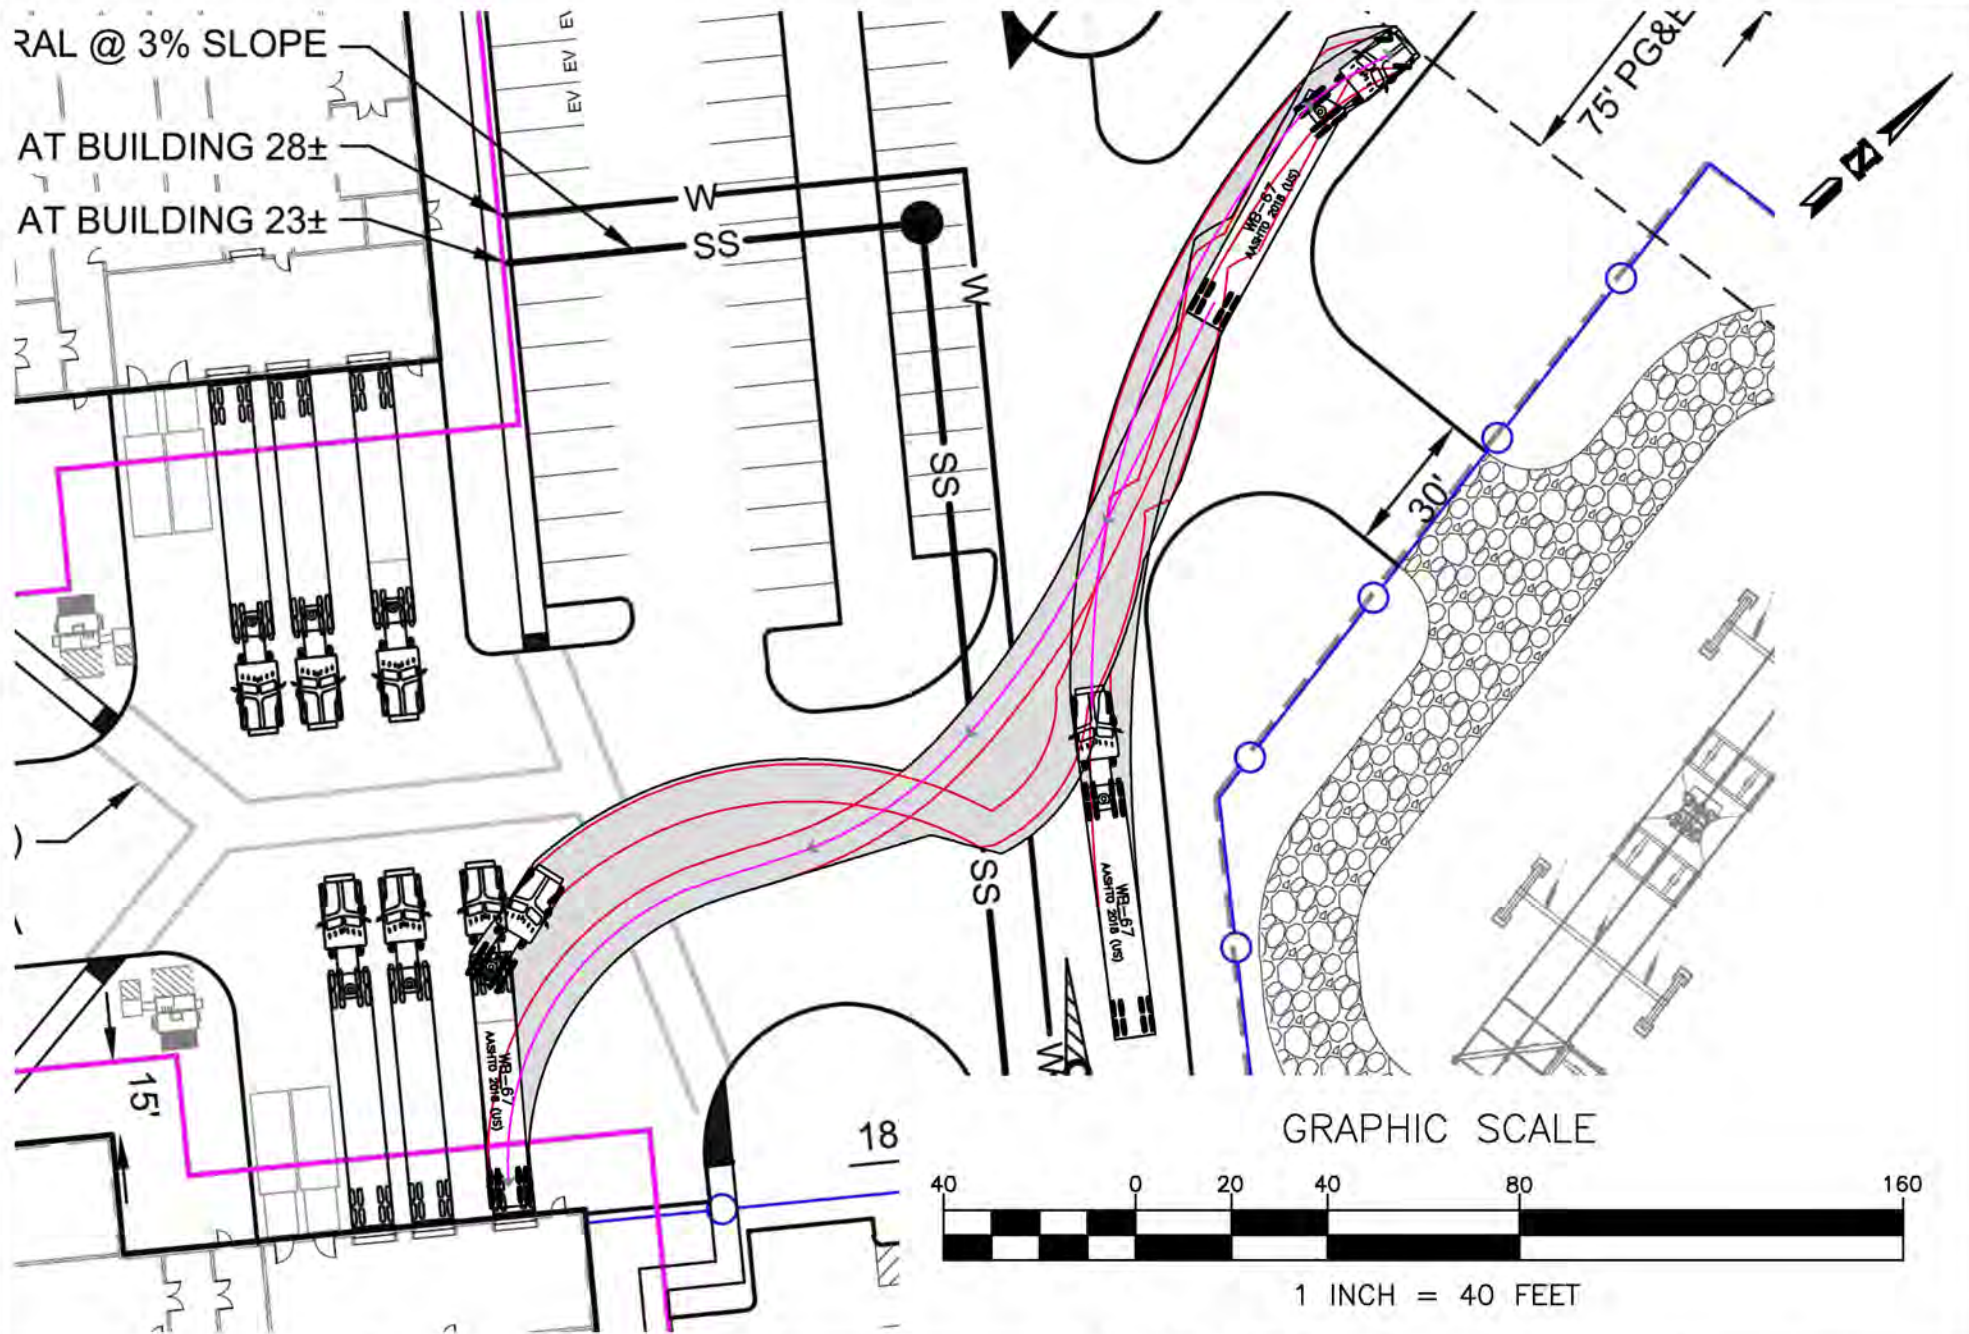 RAL @ 3% SLOPE
AT BUILDING 28±
AT BUILDING 23±
EV
EV
EV
W
SS
W
SS
SS
W
WB-67
AASHTO 2018 (US)
75' PG&E
N
30'
WB-67
AASHTO 2018 (US)
WB-67
AASHTO 2018 (US)
)
15'
18
GRAPHIC SCALE
40 0 20 40 80 160
1 INCH = 40 FEET